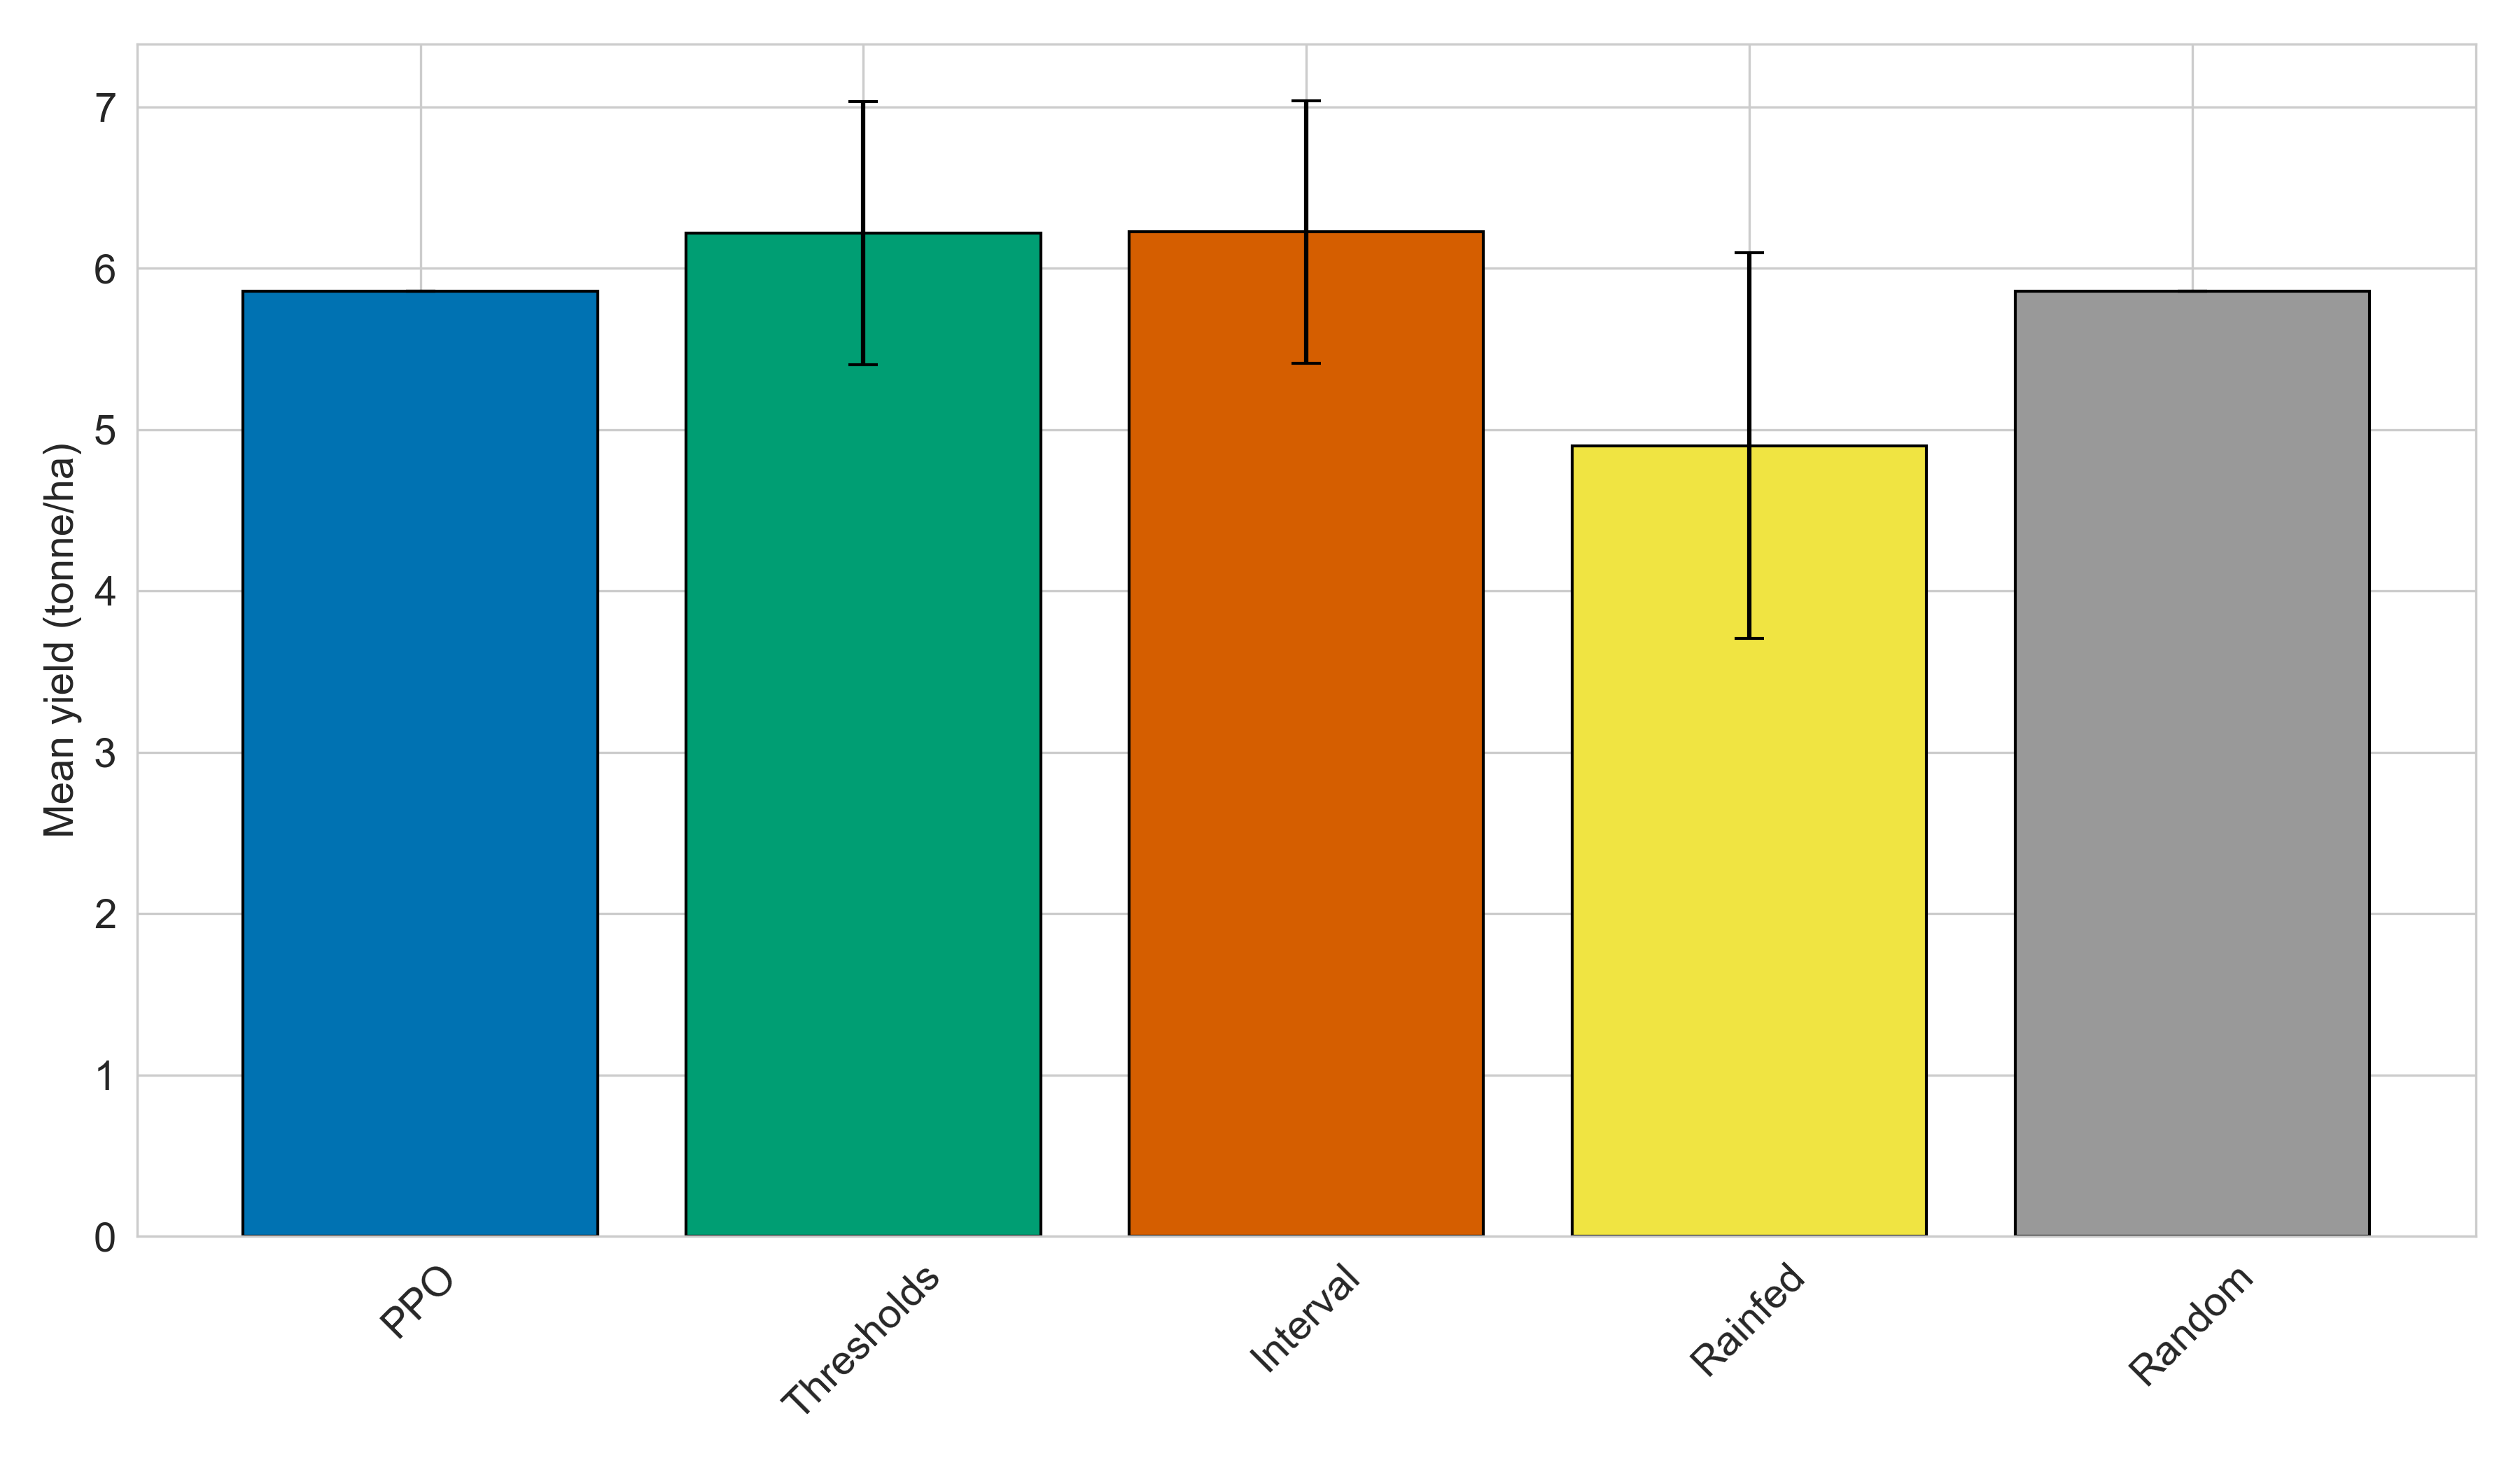 Mean yield (tonne/ha)
7
6
5
4
3
2
1
0
PPO
Thresholds
Interval
Rainfed
Random